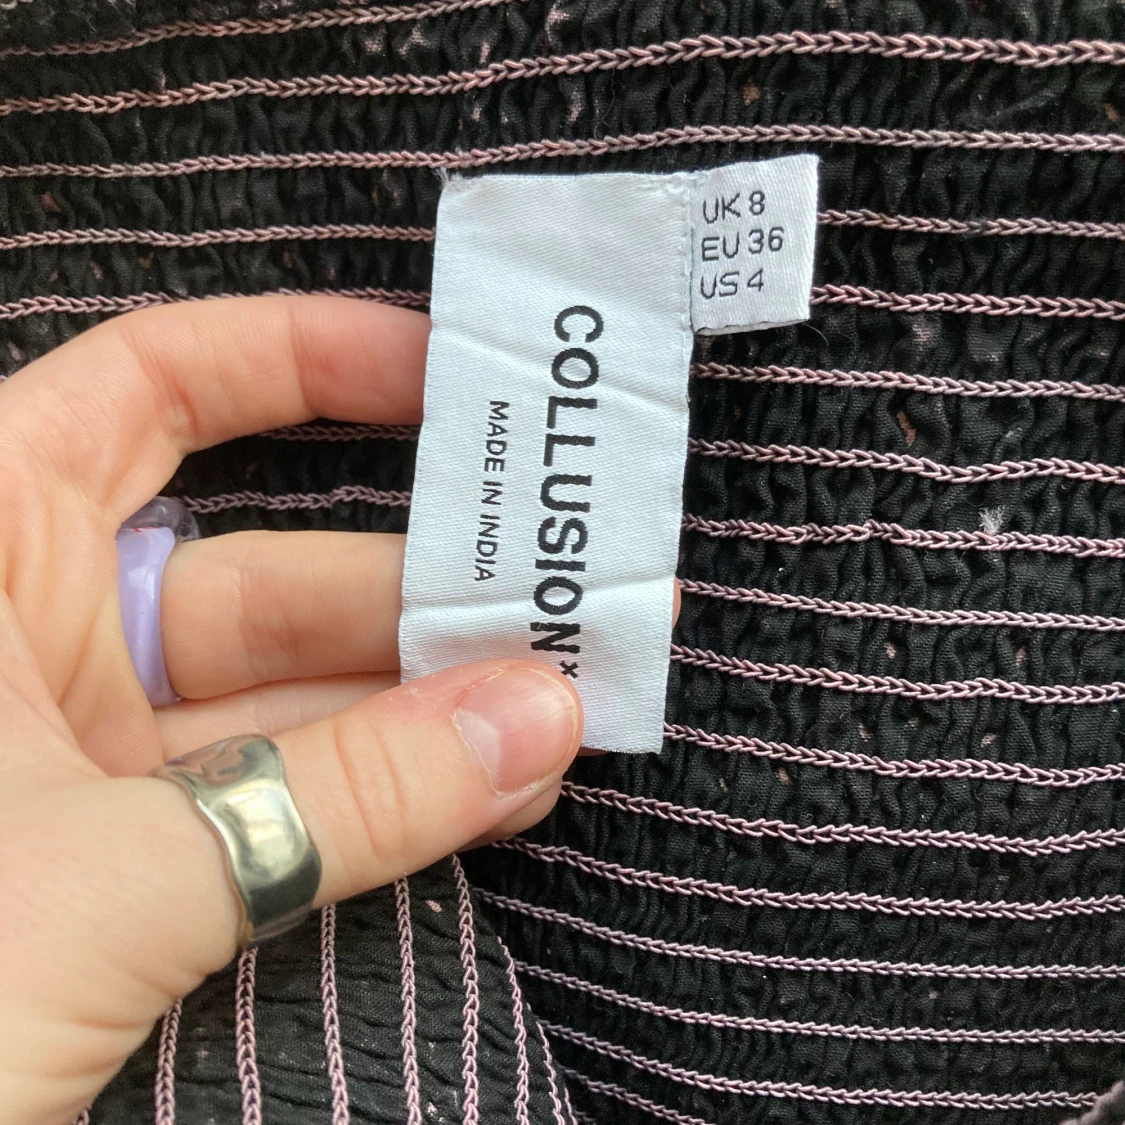 COLLUSION×
MADE IN INDIA
UK 8
EU 36
US 4